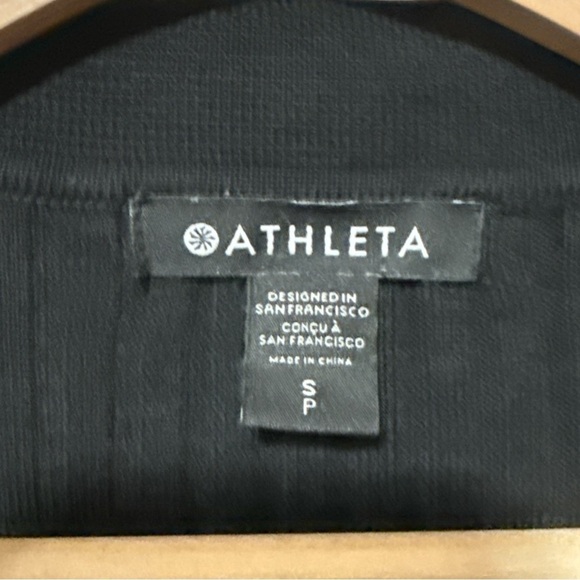 ATHLETA
DESIGNED IN
SAN FRANCISCO
CONÇU À
SAN FRANCISCO
MADE IN CHINA
S
P